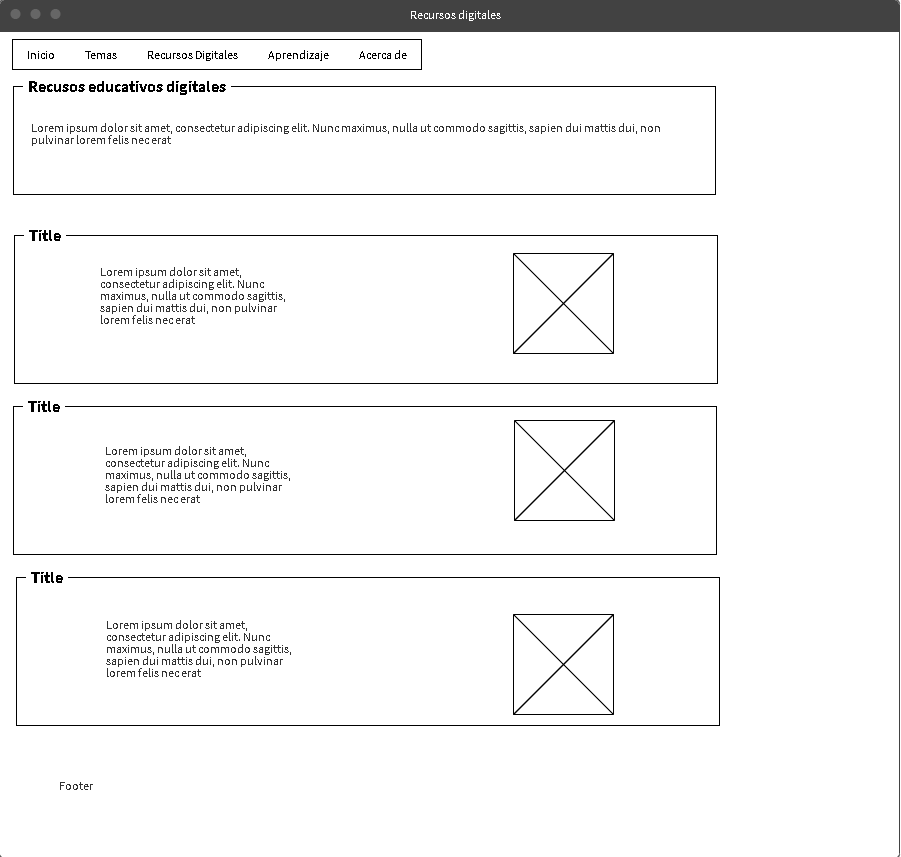 Recursos digitales
Inicio Temas Recursos Digitales Aprendizaje Acerca de
Recusos educativos digitales
Lorem ipsum dolor sit amet, consectetur adipiscing elit. Nunc maximus, nulla ut commodo sagittis, sapien dui mattis dui, non
pulvinar lorem felis nec erat
Title
Lorem ipsum dolor sit amet,
consectetur adipiscing elit. Nunc
maximus, nulla ut commodo sagittis,
sapien dui mattis dui, non pulvinar
lorem felis nec erat
Title
Lorem ipsum dolor sit amet,
consectetur adipiscing elit. Nunc
maximus, nulla ut commodo sagittis,
sapien dui mattis dui, non pulvinar
lorem felis nec erat
Title
Lorem ipsum dolor sit amet,
consectetur adipiscing elit. Nunc
maximus, nulla ut commodo sagittis,
sapien dui mattis dui, non pulvinar
lorem felis nec erat
Footer